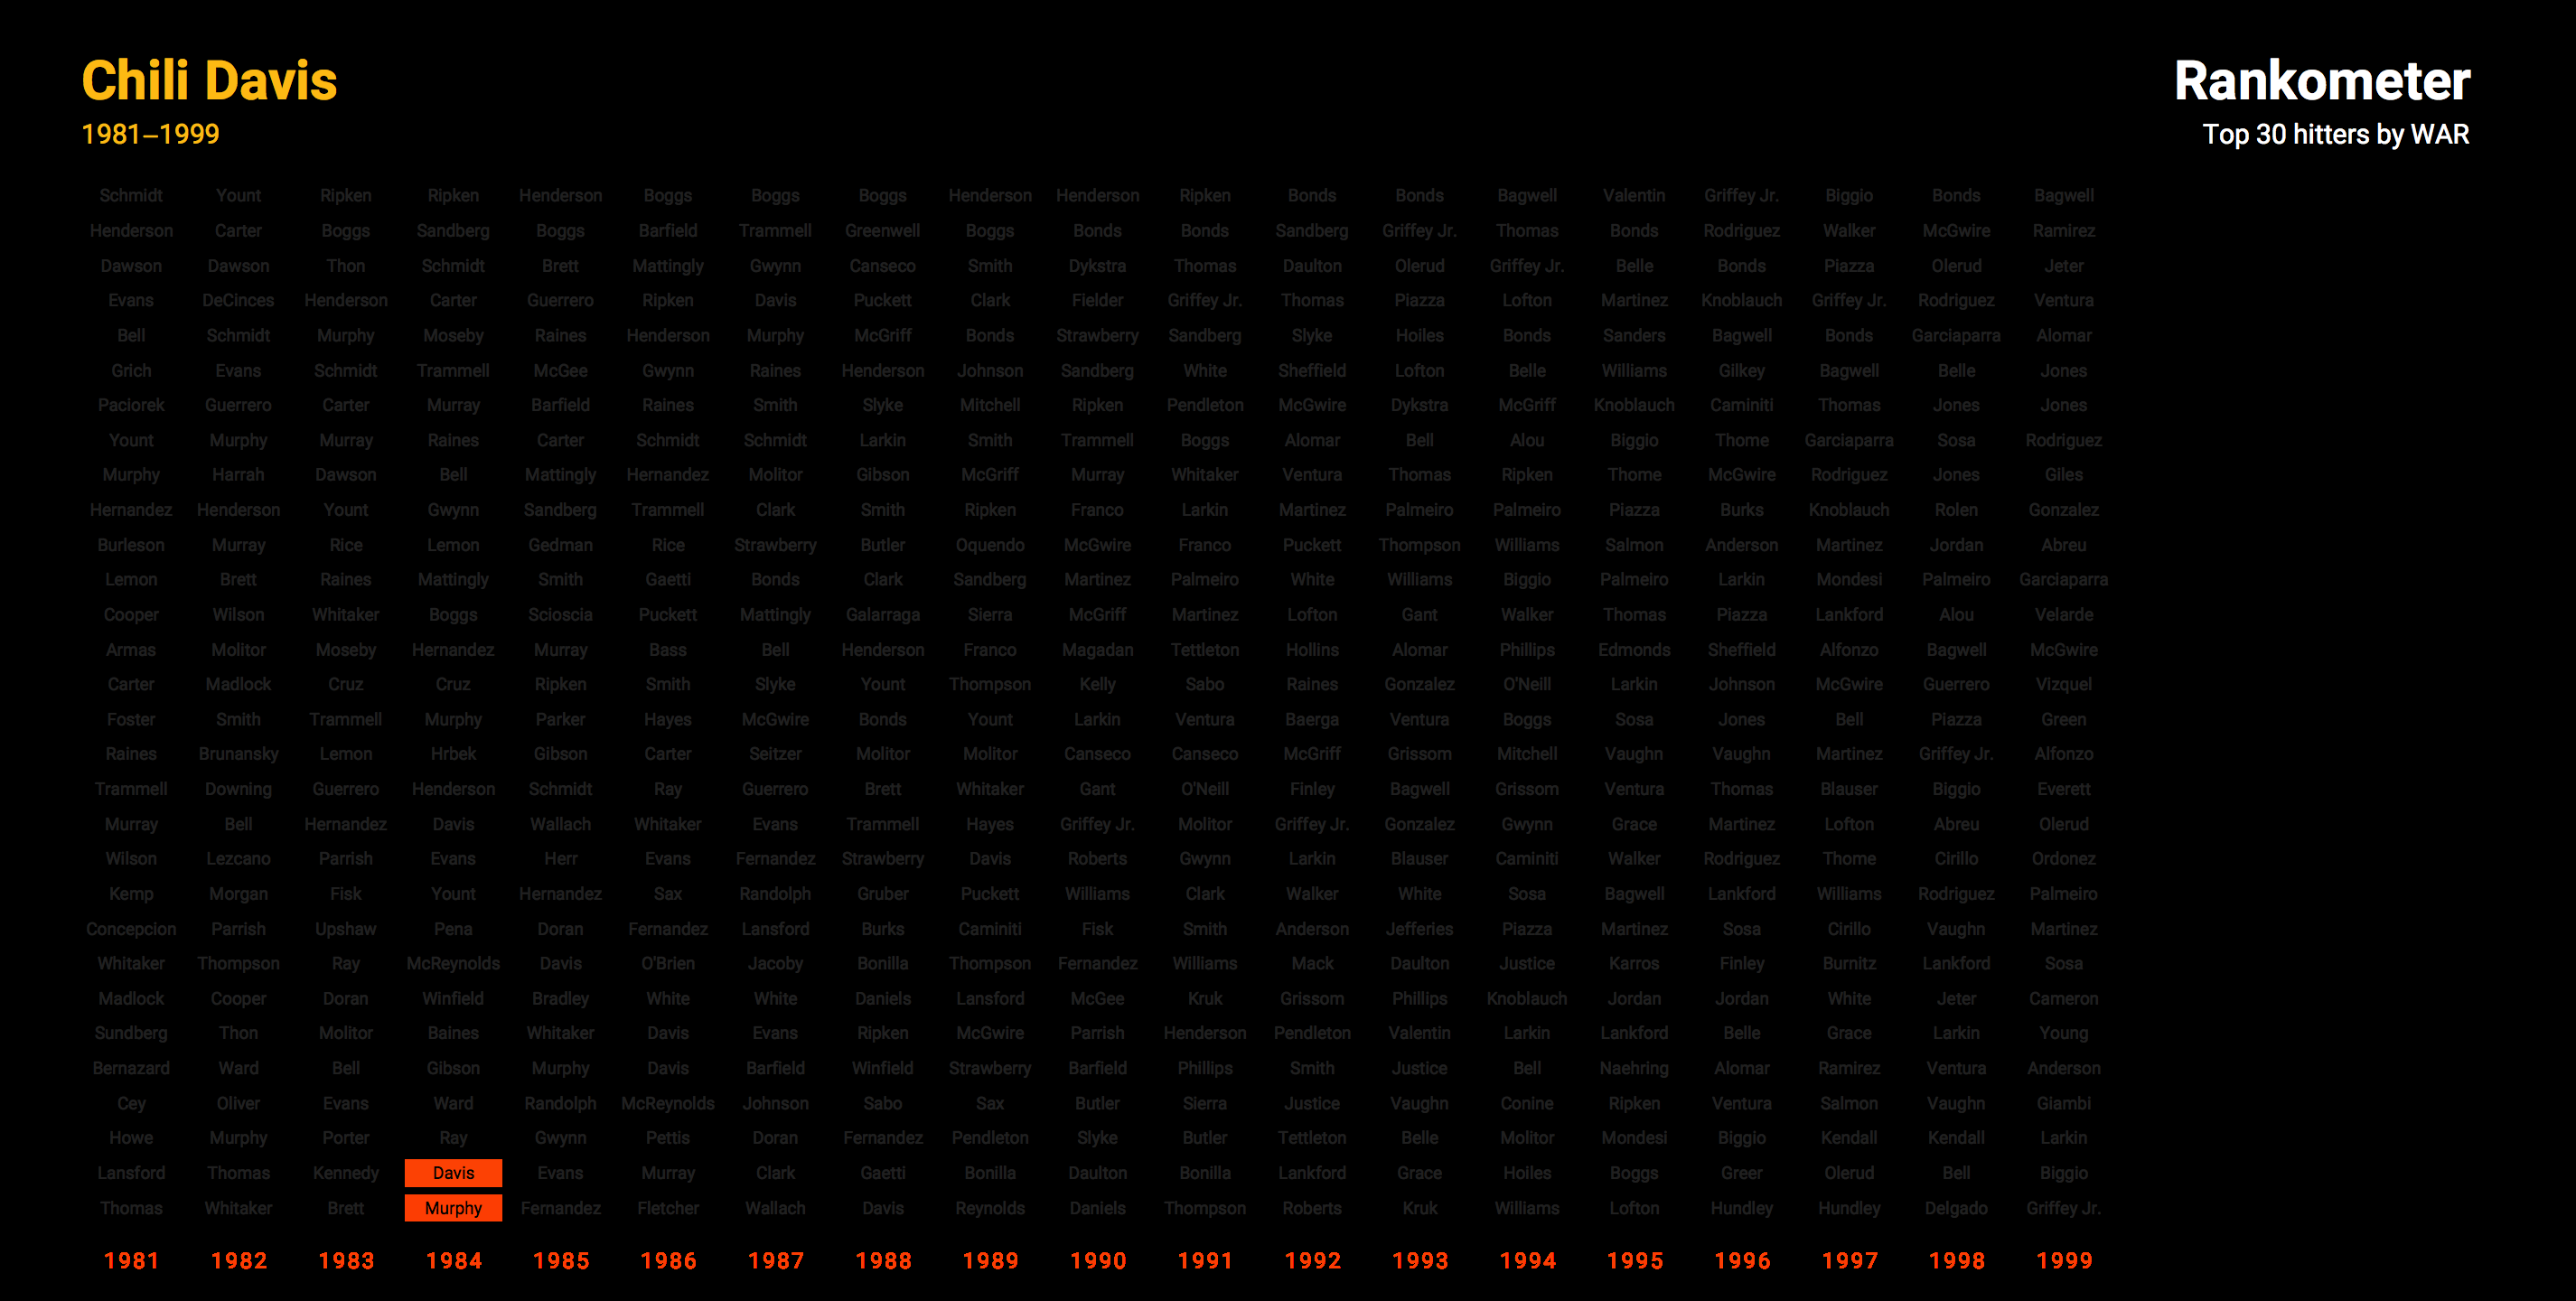 Chili Davis
1981–1999
Rankometer
Top 30 hitters by WAR
Schmidt Yount Ripken Ripken Henderson Boggs Boggs Boggs Henderson Henderson Ripken Bonds Bonds Bagwell Valentin Griffey Jr. Biggio Bonds Bagwell
Henderson Carter Boggs Sandberg Boggs Barfield Trammell Greenwell Boggs Bonds Bonds Sandberg Griffey Jr. Thomas Bonds Rodriguez Walker McGwire Ramirez
Dawson Dawson Thon Schmidt Brett Mattingly Gwynn Canseco Smith Dykstra Thomas Daulton Olerud Griffey Jr. Belle Bonds Piazza Olerud Jeter
Evans DeCinces Henderson Carter Guerrero Ripken Davis Puckett Clark Fielder Griffey Jr. Thomas Piazza Lofton Martinez Knoblauch Griffey Jr. Rodriguez Ventura
Bell Schmidt Murphy Moseby Raines Henderson Murphy McGriff Bonds Strawberry Sandberg Slyke Hoiles Bonds Sanders Bagwell Bonds Garciaparra Alomar
Grich Evans Schmidt Trammell McGee Gwynn Raines Henderson Johnson Sandberg White Sheffield Lofton Belle Williams Gilkey Bagwell Belle Jones
Paciorek Guerrero Carter Murray Barfield Raines Smith Slyke Mitchell Ripken Pendleton McGwire Dykstra McGriff Knoblauch Caminiti Thomas Jones Jones
Yount Murphy Murray Raines Carter Schmidt Schmidt Larkin Smith Trammell Boggs Alomar Bell Alou Biggio Thome Garciaparra Sosa Rodriguez
Murphy Harrah Dawson Bell Mattingly Hernandez Molitor Gibson McGriff Murray Whitaker Ventura Thomas Ripken Thome McGwire Rodriguez Jones Giles
Hernandez Henderson Yount Gwynn Sandberg Trammell Clark Smith Ripken Franco Larkin Martinez Palmeiro Palmeiro Piazza Burks Knoblauch Rolen Gonzalez
Burleson Murray Rice Lemon Gedman Rice Strawberry Butler Oquendo McGwire Franco Puckett Thompson Williams Salmon Anderson Martinez Jordan Abreu
Lemon Brett Raines Mattingly Smith Gaetti Bonds Clark Sandberg Martinez Palmeiro White Williams Biggio Palmeiro Larkin Mondesi Palmeiro Garciaparra
Cooper Wilson Whitaker Boggs Scioscia Puckett Mattingly Galarraga Sierra McGriff Martinez Lofton Gant Walker Thomas Piazza Lankford Alou Velarde
Armas Molitor Moseby Hernandez Murray Bass Bell Henderson Franco Magadan Tettleton Hollins Alomar Phillips Edmonds Sheffield Alfonzo Bagwell McGwire
Carter Madlock Cruz Cruz Ripken Smith Slyke Yount Thompson Kelly Sabo Raines Gonzalez O'Neill Larkin Johnson McGwire Guerrero Vizquel
Foster Smith Trammell Murphy Parker Hayes McGwire Bonds Yount Larkin Ventura Baerga Ventura Boggs Sosa Jones Bell Piazza Green
Raines Brunansky Lemon Hrbek Gibson Carter Seitzer Molitor Molitor Canseco Canseco McGriff Grissom Mitchell Vaughn Vaughn Martinez Griffey Jr. Alfonzo
Trammell Downing Guerrero Henderson Schmidt Ray Guerrero Brett Whitaker Gant O'Neill Finley Bagwell Grissom Ventura Thomas Blauser Biggio Everett
Murray Bell Hernandez Davis Wallach Whitaker Evans Trammell Hayes Griffey Jr. Molitor Griffey Jr. Gonzalez Gwynn Grace Martinez Lofton Abreu Olerud
Wilson Lezcano Parrish Evans Herr Evans Fernandez Strawberry Davis Roberts Gwynn Larkin Blauser Caminiti Walker Rodriguez Thome Cirillo Ordonez
Kemp Morgan Fisk Yount Hernandez Sax Randolph Gruber Puckett Williams Clark Walker White Sosa Bagwell Lankford Williams Rodriguez Palmeiro
Concepcion Parrish Upshaw Pena Doran Fernandez Lansford Burks Caminiti Fisk Smith Anderson Jefferies Piazza Martinez Sosa Cirillo Vaughn Martinez
Whitaker Thompson Ray McReynolds Davis O'Brien Jacoby Bonilla Thompson Fernandez Williams Mack Daulton Justice Karros Finley Burnitz Lankford Sosa
Madlock Cooper Doran Winfield Bradley White White Daniels Lansford McGee Kruk Grissom Phillips Knoblauch Jordan Jordan White Jeter Cameron
Sundberg Thon Molitor Baines Whitaker Davis Evans Ripken McGwire Parrish Henderson Pendleton Valentin Larkin Lankford Belle Grace Larkin Young
Bernazard Ward Bell Gibson Murphy Davis Barfield Winfield Strawberry Barfield Phillips Smith Justice Bell Naehring Alomar Ramirez Ventura Anderson
Cey Oliver Evans Ward Randolph McReynolds Johnson Sabo Sax Butler Sierra Justice Vaughn Conine Ripken Ventura Salmon Vaughn Giambi
Howe Murphy Porter Ray Gwynn Pettis Doran Fernandez Pendleton Slyke Butler Tettleton Belle Molitor Mondesi Biggio Kendall Kendall Larkin
Lansford Thomas Kennedy Davis Evans Murray Clark Gaetti Bonilla Daulton Bonilla Lankford Grace Hoiles Boggs Greer Olerud Bell Biggio
Thomas Whitaker Brett Murphy Fernandez Fletcher Wallach Davis Reynolds Daniels Thompson Roberts Kruk Williams Lofton Hundley Hundley Delgado Griffey Jr.
1981 1982 1983 1984 1985 1986 1987 1988 1989 1990 1991 1992 1993 1994 1995 1996 1997 1998 1999